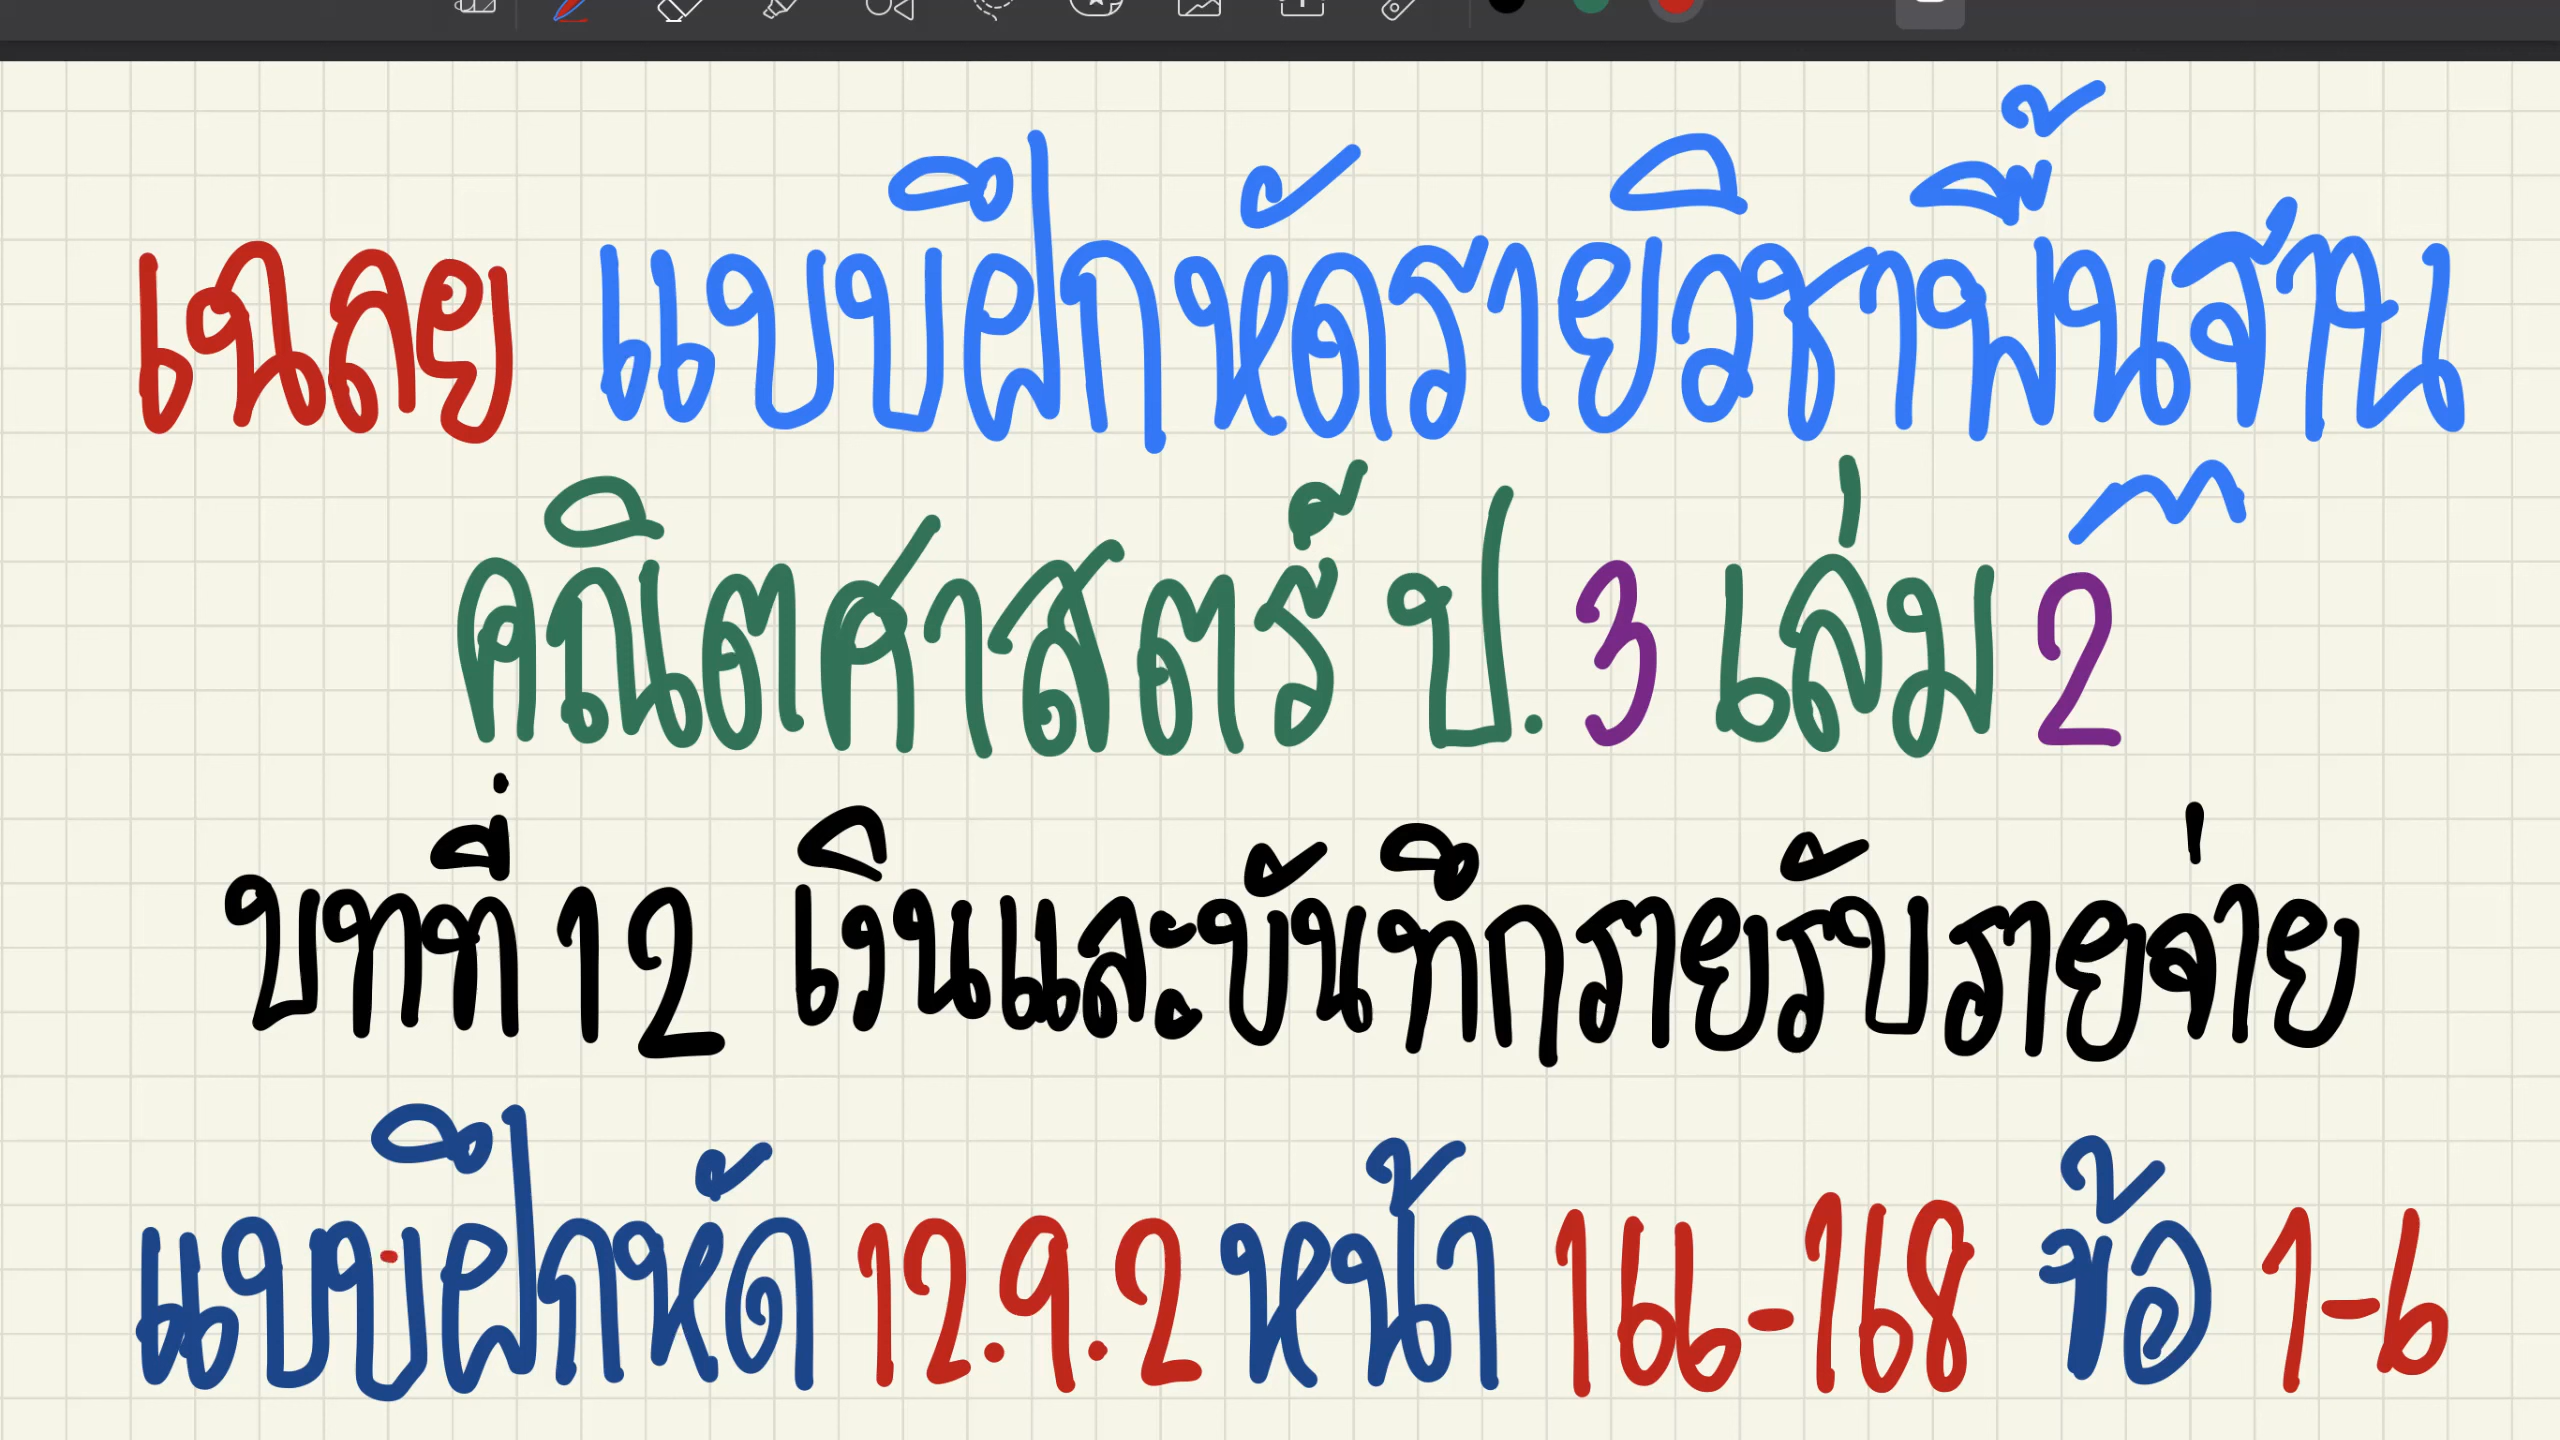 เฉลย แบบฝึกหัดรายวิชาพื้นฐาน
คณิตศาสตร์ ป.3 เล่ม 2
บทที่ 12 เงินและบันทึกรายรับรายจ่าย
แบบฝึกหัด 12.9.2 หน้า 166-168 ข้อ 1-6